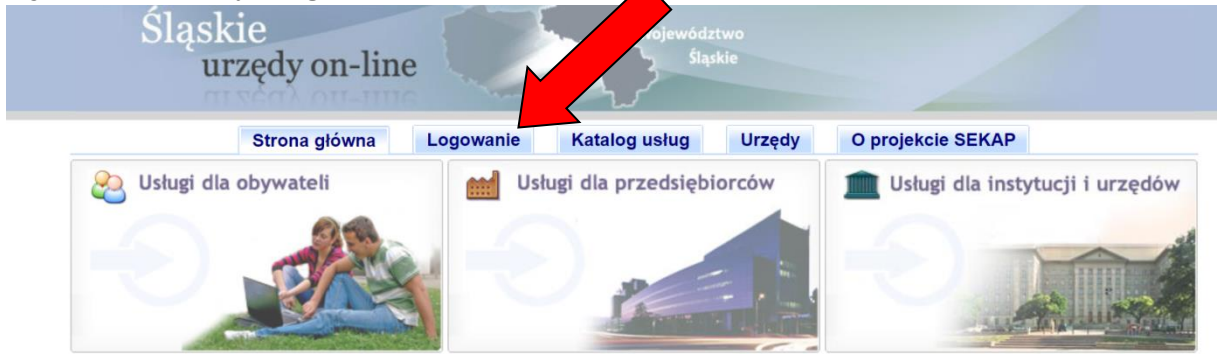 Śląskie
urzędy on-line
Śląskie
Strona główna
Logowanie
Katalog usług
Urzędy
O projekcie SEKAP
Usługi dla obywateli
Usługi dla przedsiębiorców
Usługi dla instytucji i urzędów